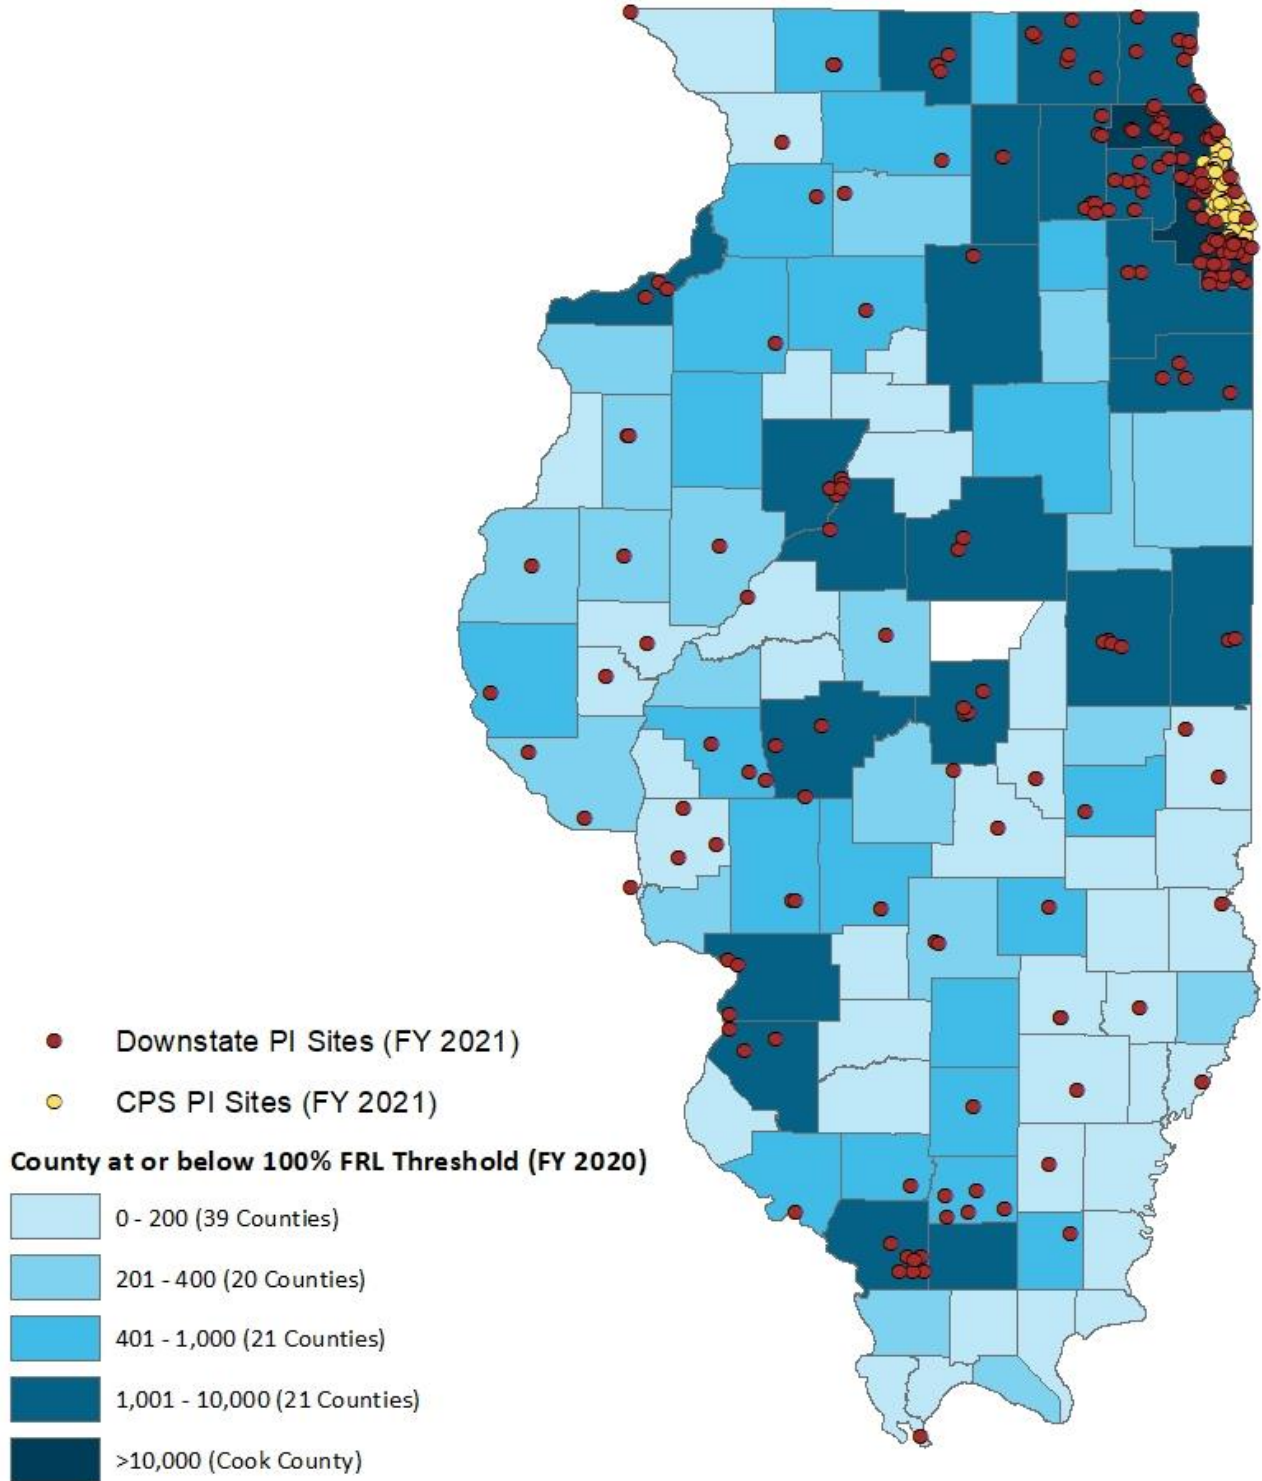 Downstate PI Sites (FY 2021)
CPS PI Sites (FY 2021)
County at or below 100% FRL Threshold (FY 2020)
0 - 200 (39 Counties)
201 - 400 (20 Counties)
401 - 1,000 (21 Counties)
1,001 - 10,000 (21 Counties)
>10,000 (Cook County)